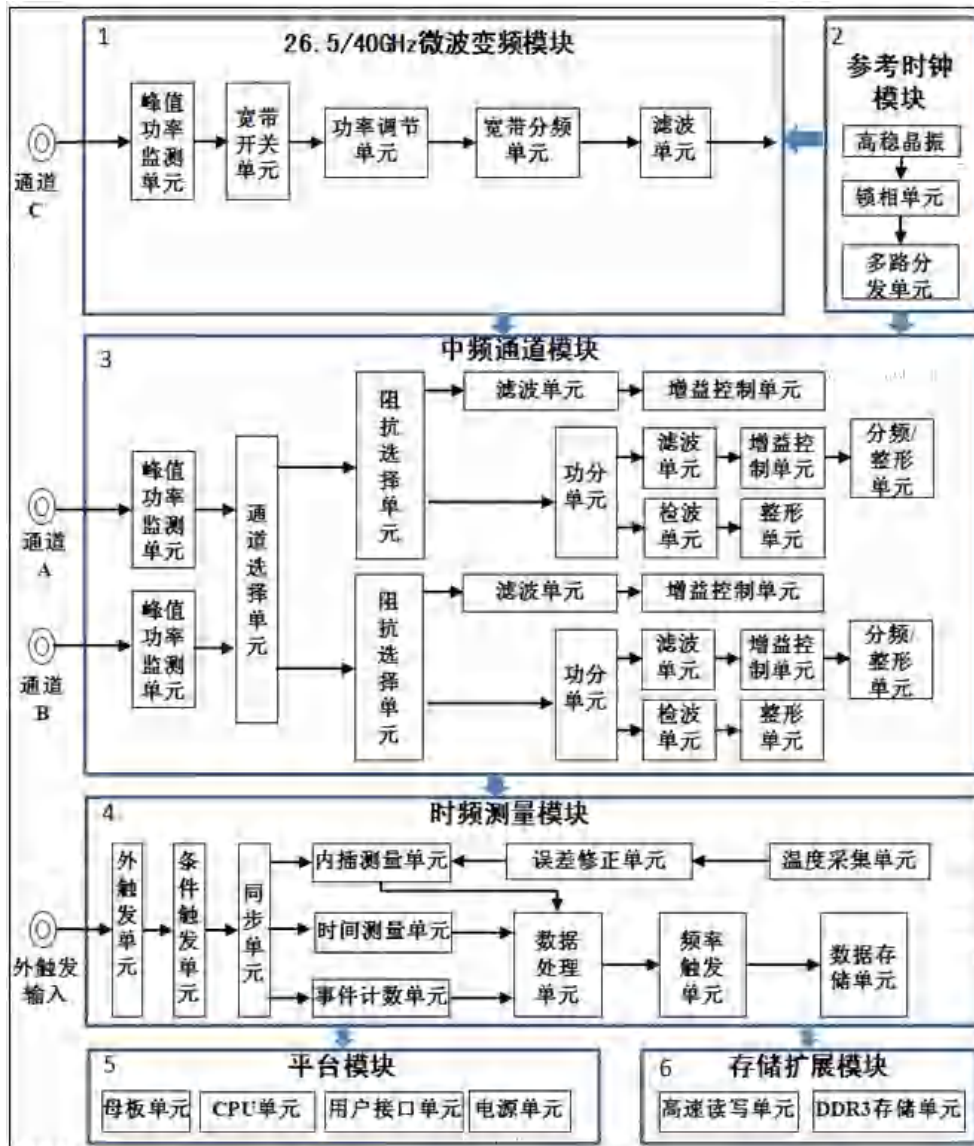 1
26.5/40GHz微波变频模块
通道
C
峰值
功率
监测
单元
宽带
开关
单元
功率调节
单元
宽带分频
单元
滤波
单元
2
参考时钟
模块
高稳晶振
锁相单元
多路分
发单元
3
中频通道模块
通道
A
通道
B
峰值
功率
监测
单元
峰值
功率
监测
单元
通道选择单元
阻抗选择单元
滤波单元
增益控制单元
功分
单元
滤波
单元
增益控
制单元
分频/
整形
单元
检波
单元
整形
单元
阻抗选择单元
滤波单元
增益控制单元
功分
单元
滤波
单元
增益控
制单元
分频/
整形
单元
检波
单元
整形
单元
4
时频测量模块
外触发
输入
外触发单元
条件触发单元
同步单元
内插测量单元
误差修正单元
温度采集单元
时间测量单元
事件计数单元
数据
处理
单元
频率
触发
单元
数据存
储单元
5
平台模块
母板单元
CPU单元
用户接口单元
电源单元
6
存储扩展模块
高速读写单元
DDR3存储单元